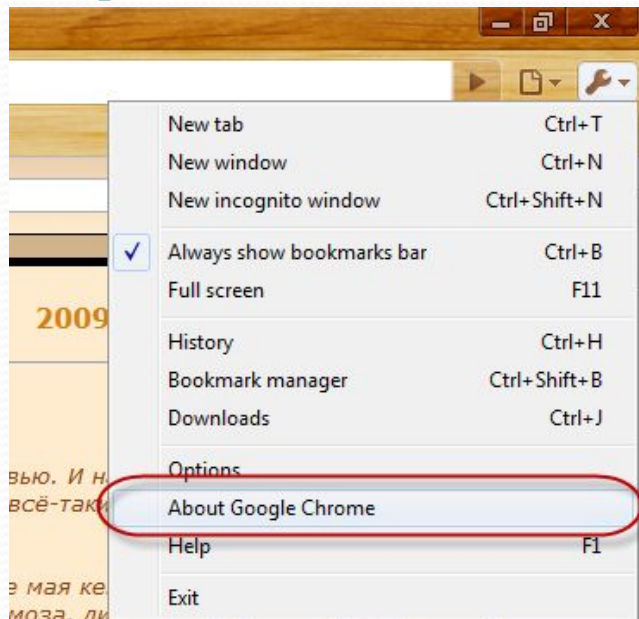 New tab Ctrl+T
New window Ctrl+N
New incognito window Ctrl+Shift+N
Always show bookmarks bar Ctrl+B
Full screen F11
2009
History Ctrl+H
Bookmark manager Ctrl+Shift+B
Downloads Ctrl+J
Options
вью. И н
всё-таки
About Google Chrome
Help F1
е мая ке
Exit
моза, ли